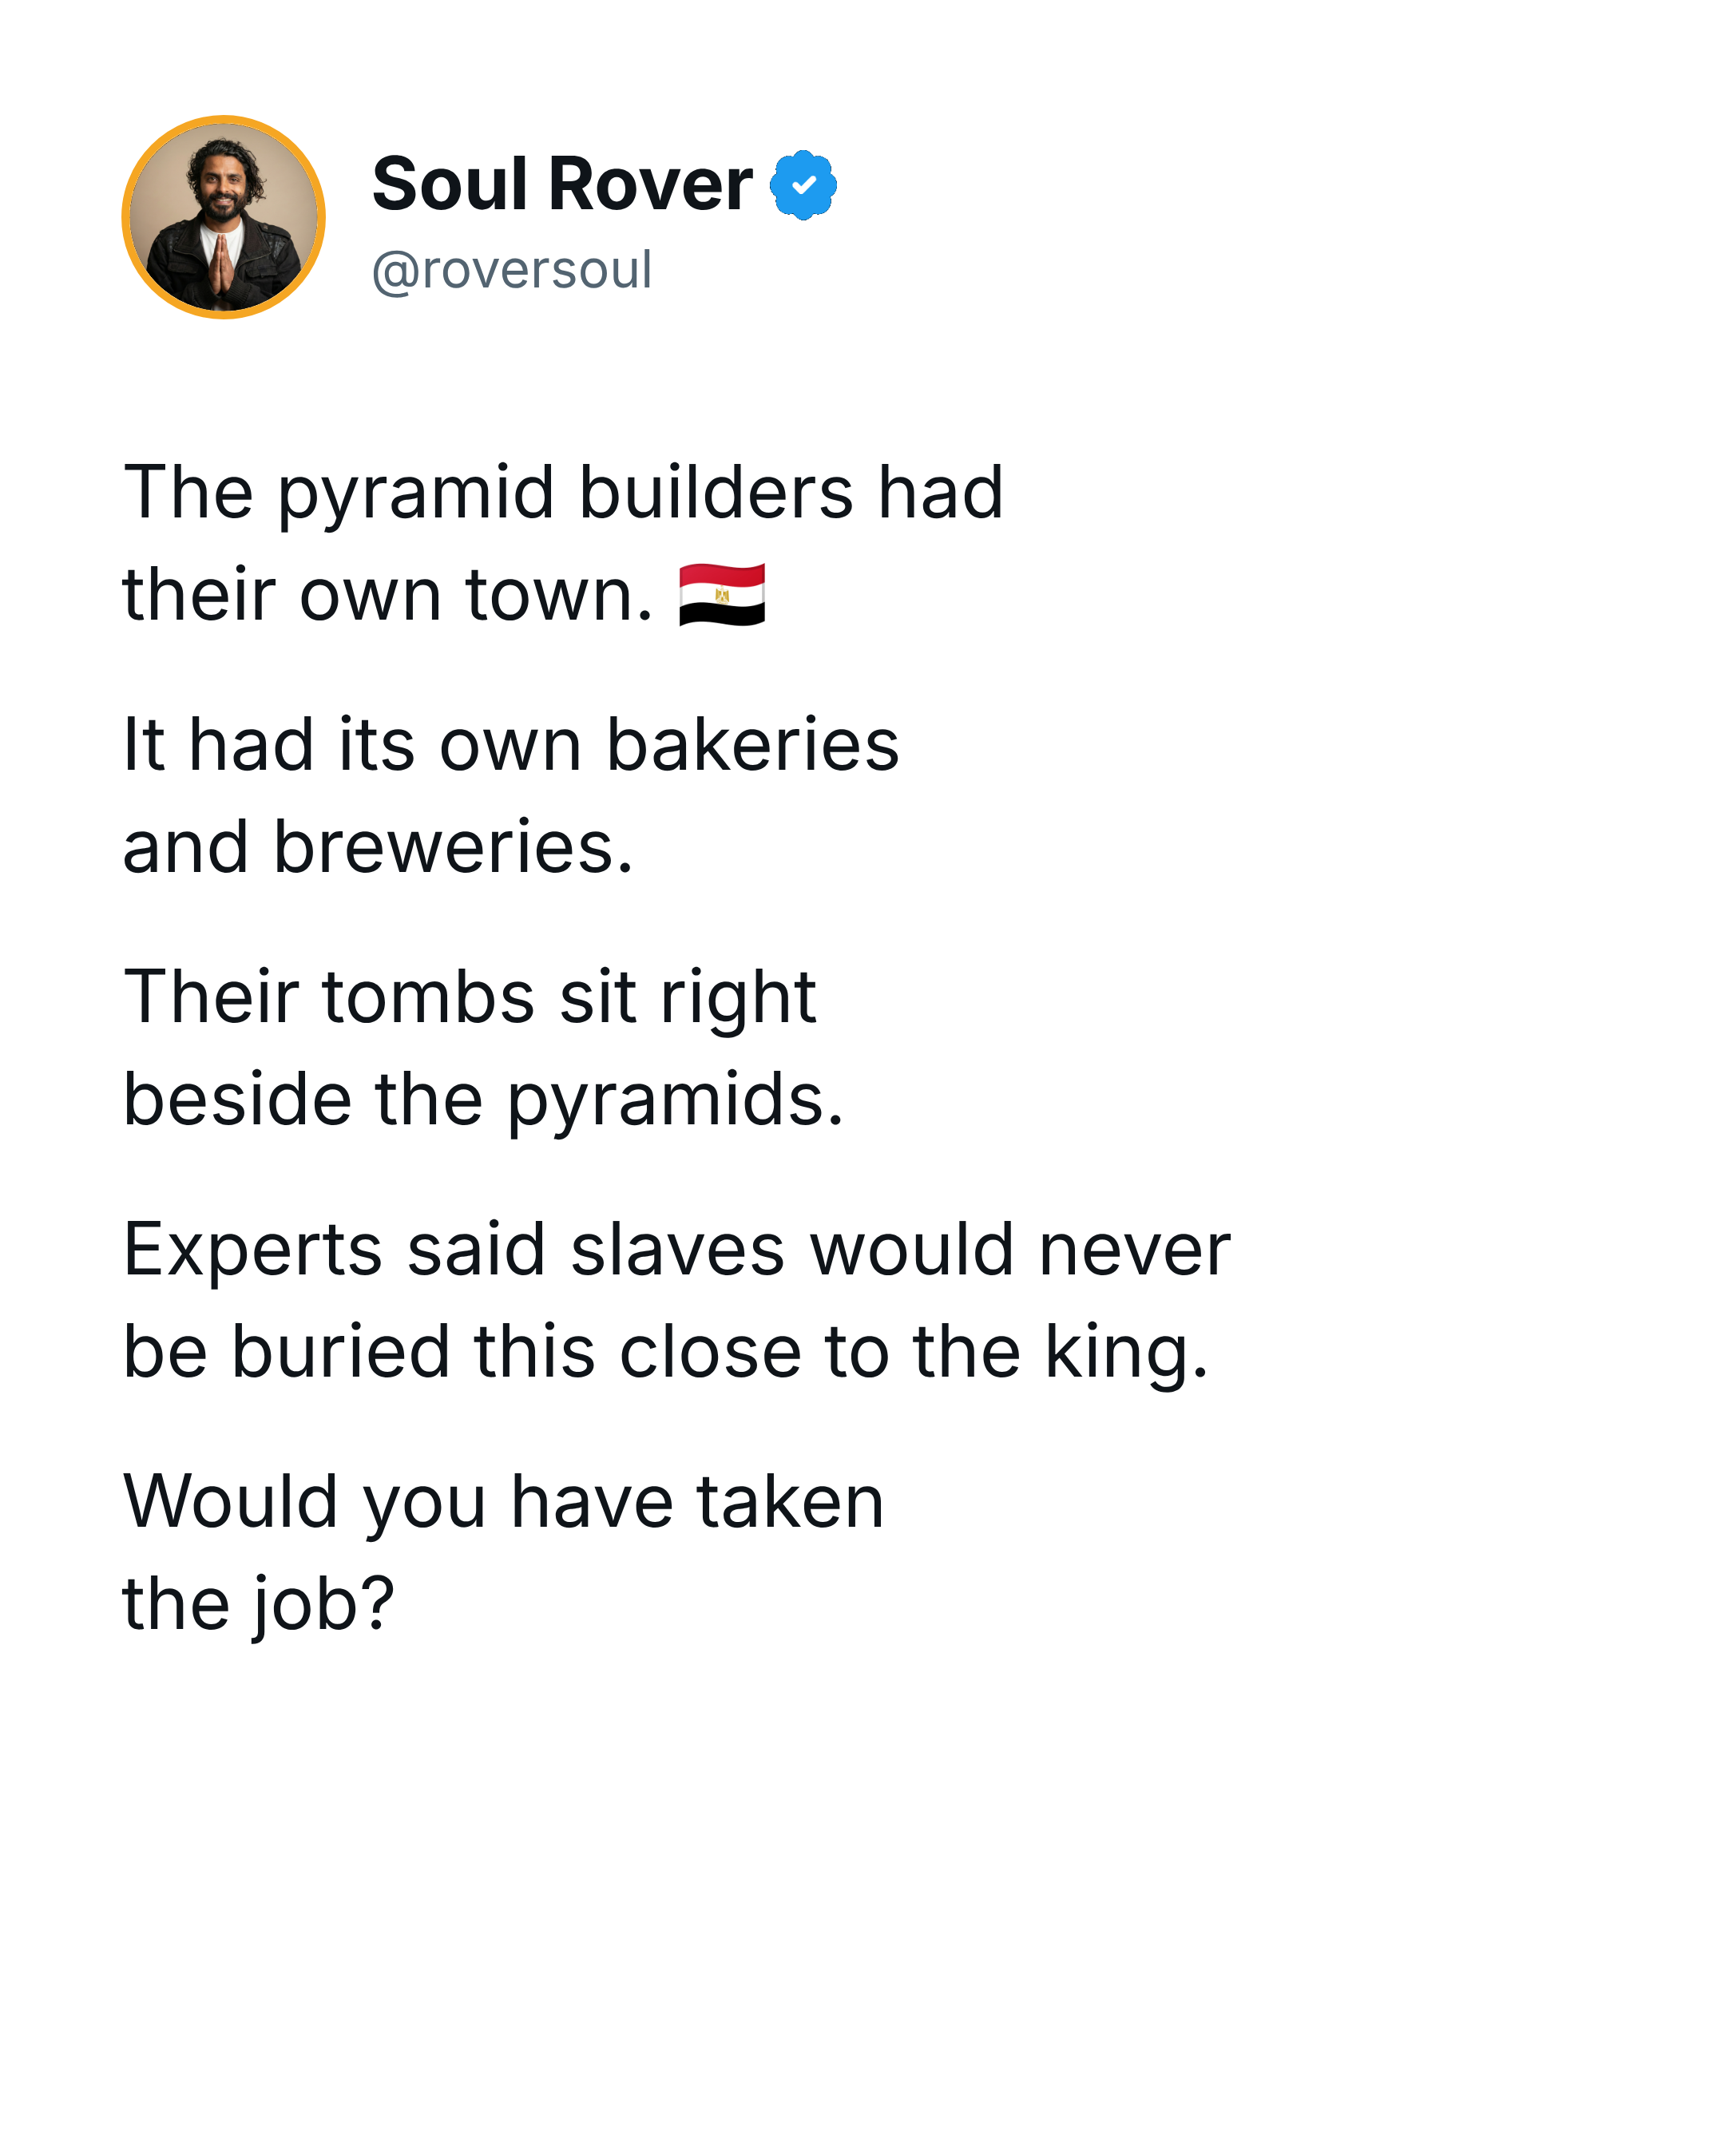 Soul Rover
@roversoul
The pyramid builders had
their own town. 🇪🇬
It had its own bakeries
and breweries.
Their tombs sit right
beside the pyramids.
Experts said slaves would never
be buried this close to the king.
Would you have taken
the job?